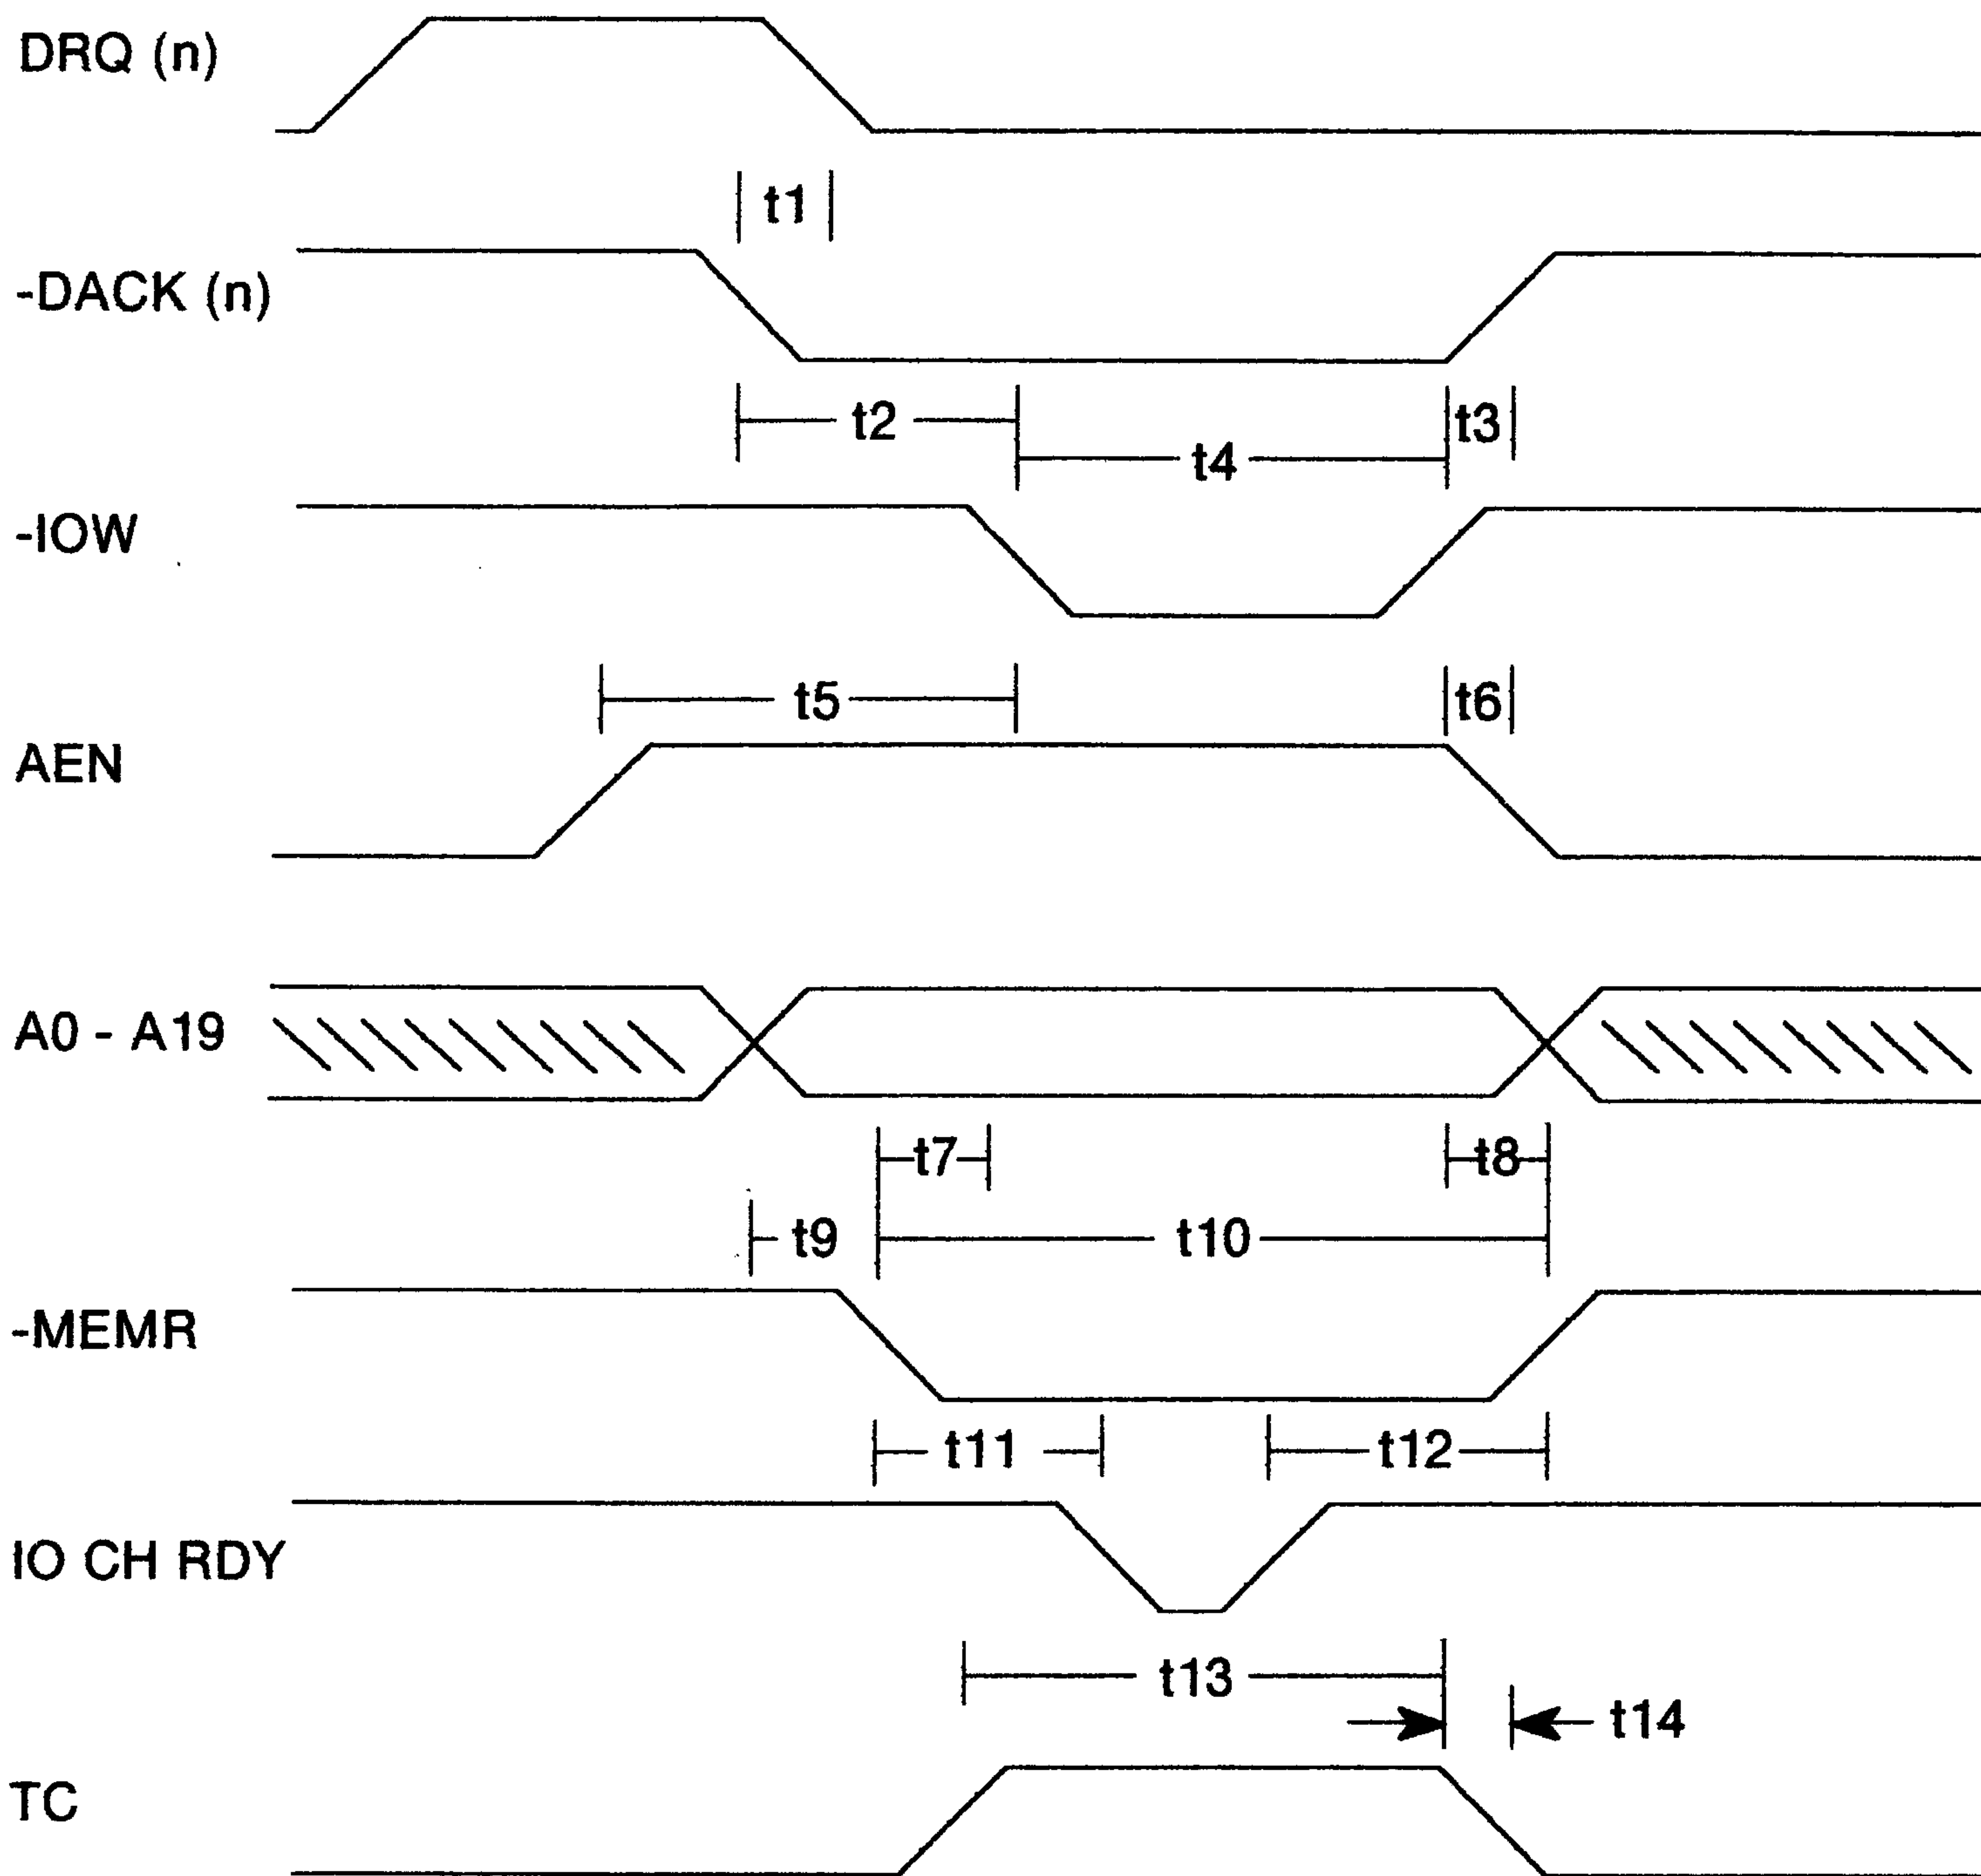 DRQ (n)
t1
-DACK (n)
t2
t3
t4
-IOW
t5
t6
AEN
A0 - A19
t7
t8
t9
t10
-MEMR
t11
t12
IO CH RDY
t13
t14
TC